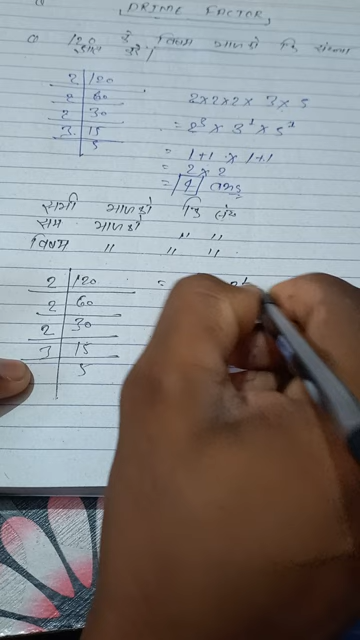 PRIME FACTOR,
Q 120 के विषम भाजको कि संख्या
2 | 120
2 | 60
2 | 30
3 | 15
5
2×2×2× 3×5
= 2³ × 3¹ × 5¹
= 1+1 × 1+1
= 2×2
= 4
सभी भाजको कि
सम भाजको " "
विषम " " "
2 | 120 =
2 | 60
2 | 30
3 | 15
5